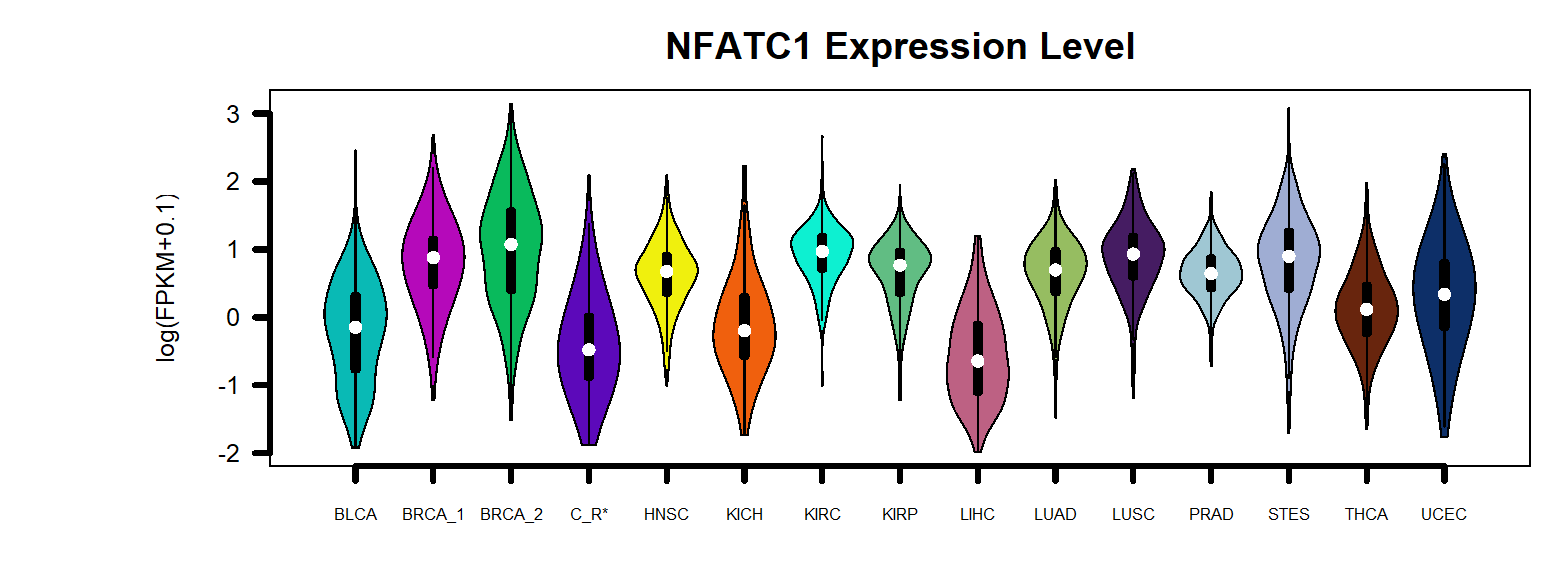 NFATC1 Expression Level
log(FPKM+0.1)
3
2
1
0
-1
-2
BLCA BRCA_1 BRCA_2 C_R* HNSC KICH KIRC KIRP LIHC LUAD LUSC PRAD STES THCA UCEC